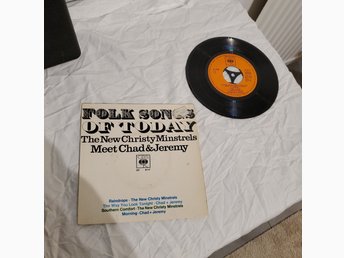 FOLK SONGS
OF TODAY
The New Christy Minstrels
Meet Chad & Jeremy
CBS
Raindrops · The New Christy Minstrels
The Way You Look Tonight · Chad + Jeremy
Southern Comfort · The New Christy Minstrels
Morning · Chad + Jeremy